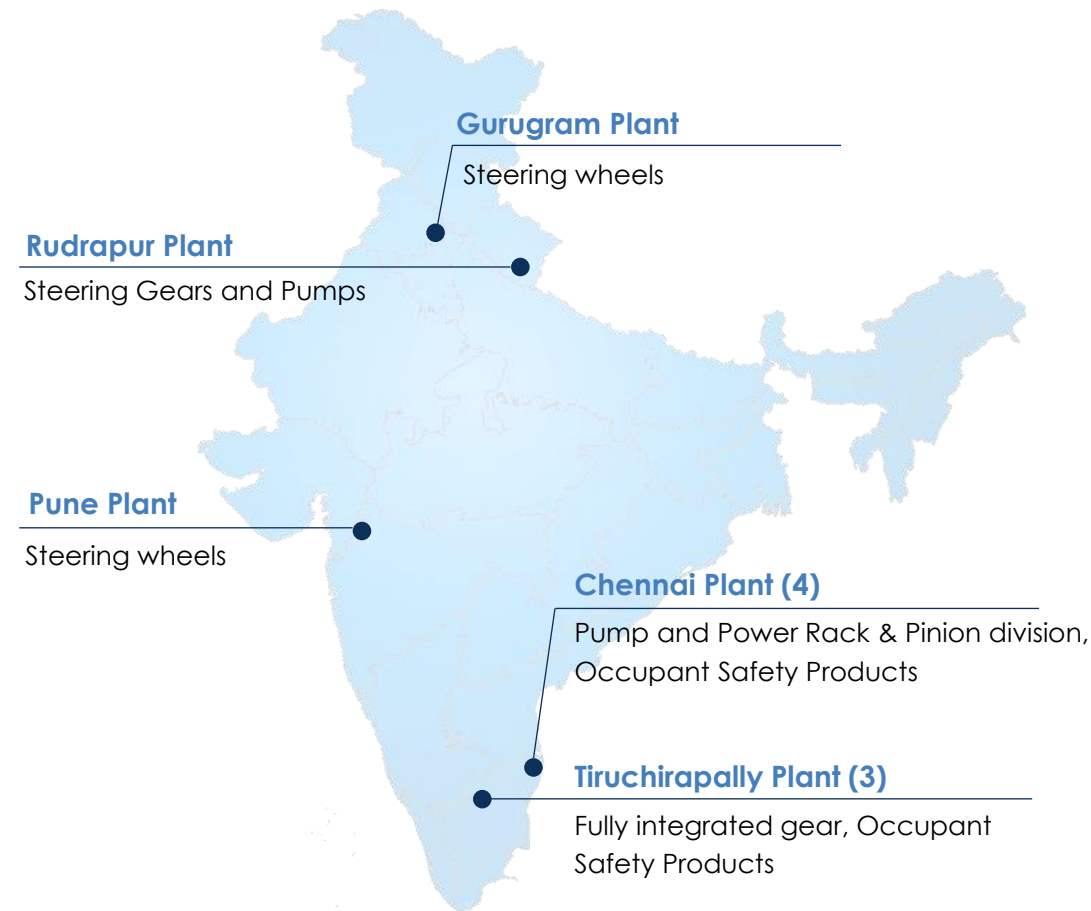 Gurugram Plant
Steering wheels
Rudrapur Plant
Steering Gears and Pumps
Pune Plant
Steering wheels
Chennai Plant (4)
Pump and Power Rack & Pinion division,
Occupant Safety Products
Tiruchirapally Plant (3)
Fully integrated gear, Occupant
Safety Products